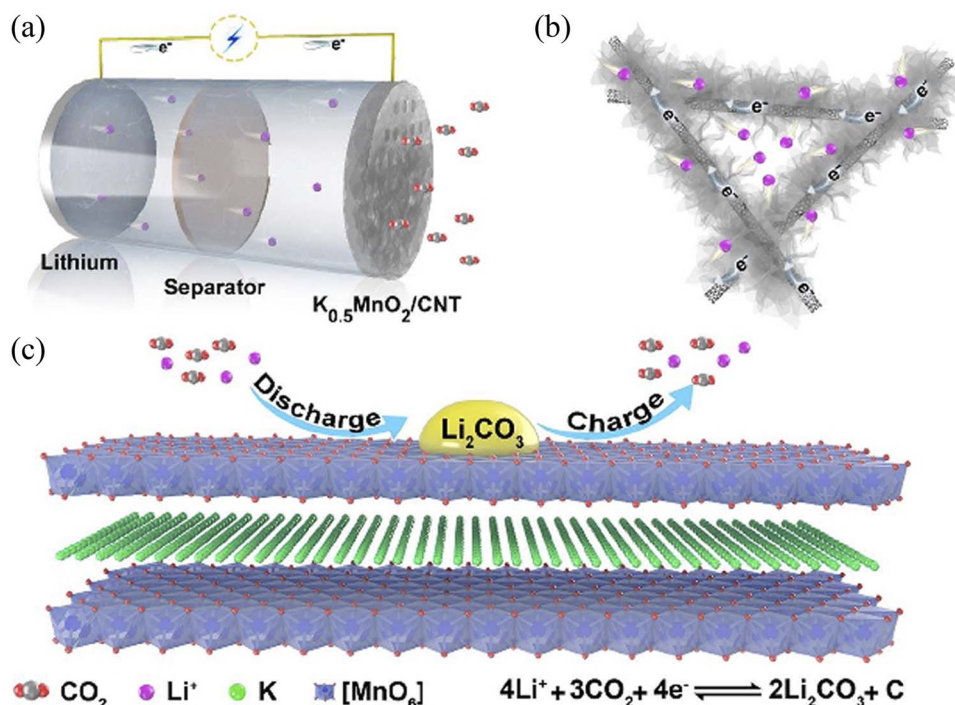 (a)
e⁻ e⁻
Lithium
Separator
K₀.₅MnO₂/CNT
(b)
e⁻
e⁻
e⁻
e⁻
e⁻
e⁻
e⁻
e⁻
(c)
Discharge
Li₂CO₃
Charge
CO₂ Li⁺ K [MnO₆] 4Li⁺ + 3CO₂ + 4e⁻ ⇌ 2Li₂CO₃ + C